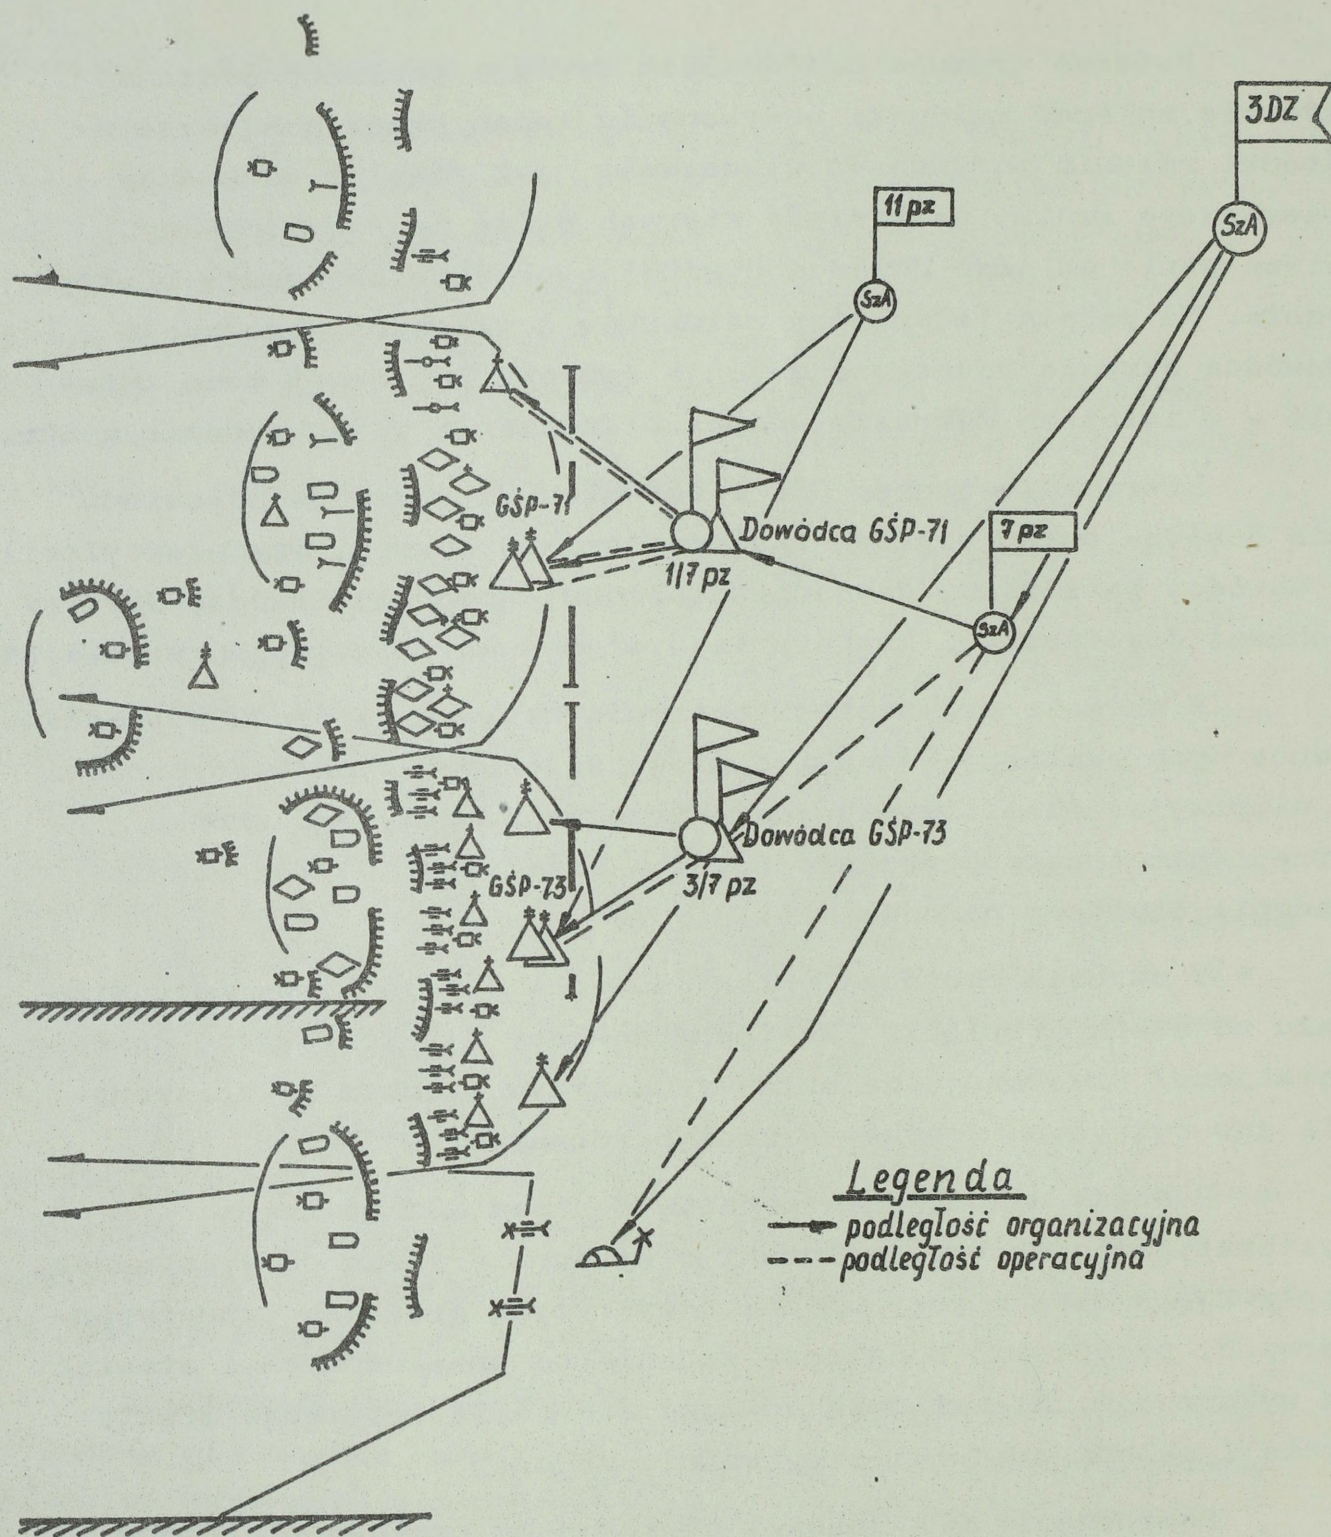 3DZ
11 pz
SzA
SzA
GŚP-71
Dowódca GŚP-71
7 pz
1/7 pz
SzA
Dowódca GŚP-73
GŚP-73
3/7 pz
Legenda
podległość organizacyjna
podległość operacyjna